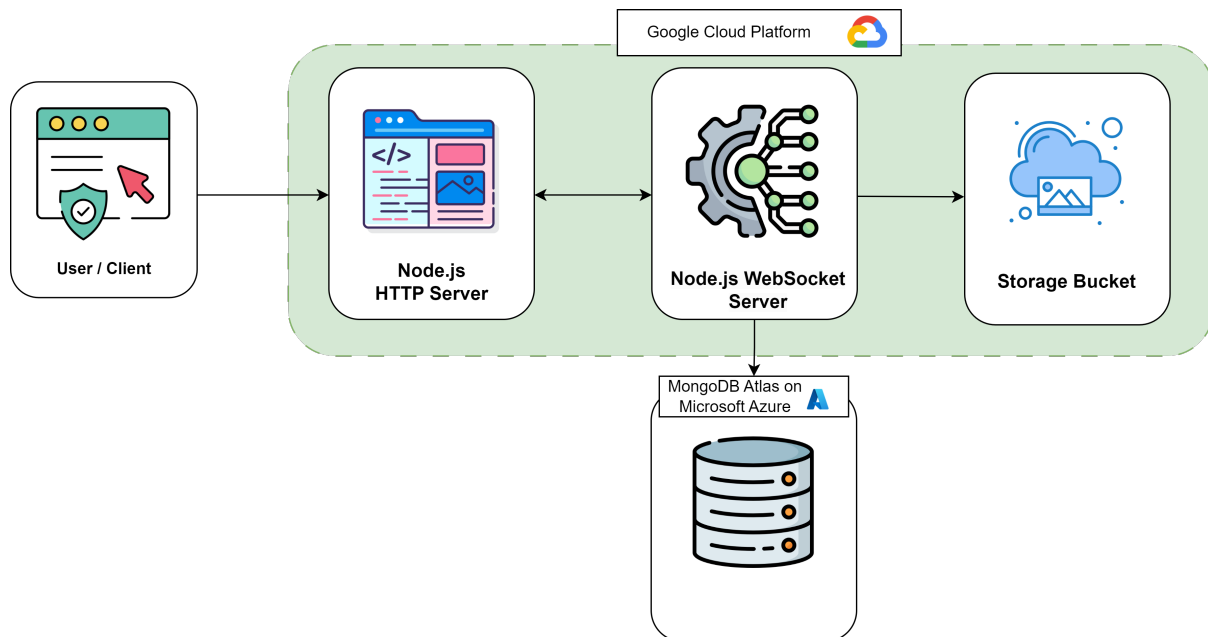 Google Cloud Platform
User / Client
</>
Node.js
HTTP Server
Node.js WebSocket
Server
Storage Bucket
MongoDB Atlas on
Microsoft Azure